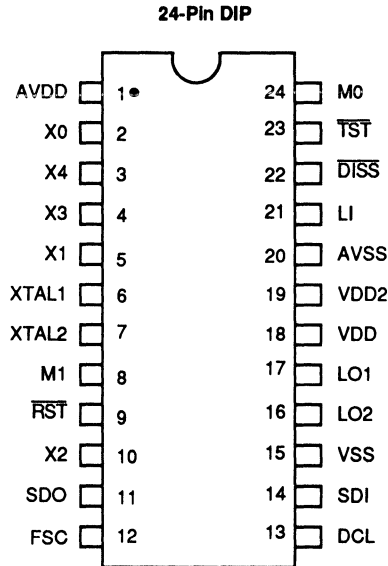 24-Pin DIP
AVDD 1 24 M0
X0 2 23 TST
X4 3 22 DISS
X3 4 21 LI
X1 5 20 AVSS
XTAL1 6 19 VDD2
XTAL2 7 18 VDD
M1 8 17 LO1
RST 9 16 LO2
X2 10 15 VSS
SDO 11 14 SDI
FSC 12 13 DCL